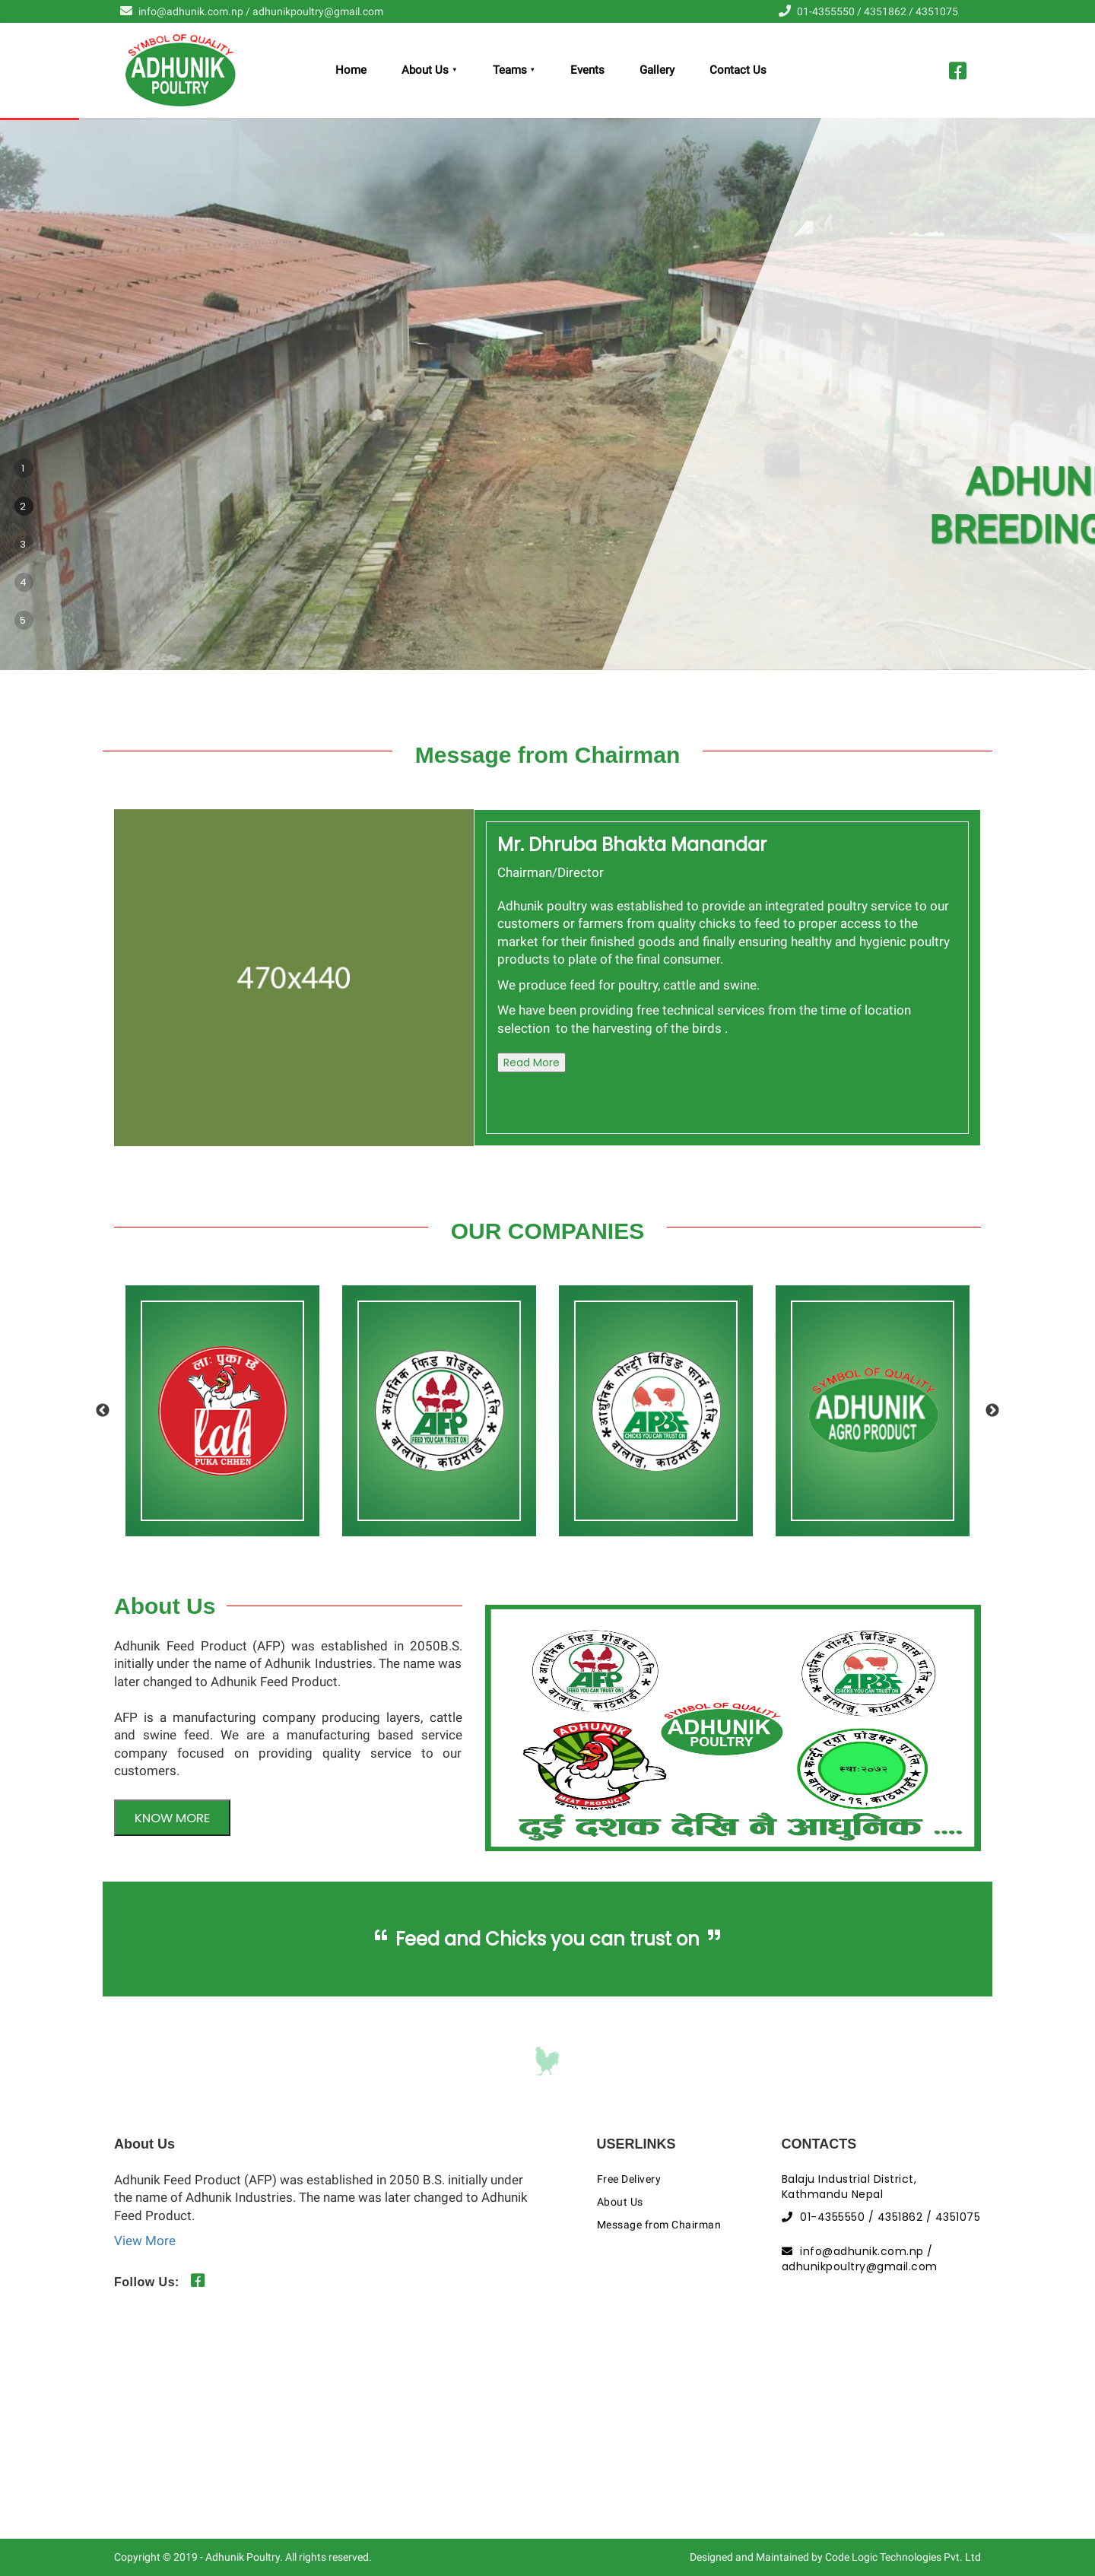 info@adhunik.com.np / adhunikpoultry@gmail.com
01-4355550 / 4351862 / 4351075
SYMBOL OF QUALITY
ADHUNIK
POULTRY
Home
About Us
Teams
Events
Gallery
Contact Us
1
2
3
4
5
ADHUN
BREEDING
Message from Chairman
470x440
Mr. Dhruba Bhakta Manandar
Chairman/Director
Adhunik poultry was established to provide an integrated poultry service to our
customers or farmers from quality chicks to feed to proper access to the
market for their finished goods and finally ensuring healthy and hygienic poultry
products to plate of the final consumer.
We produce feed for poultry, cattle and swine.
We have been providing free technical services from the time of location
selection  to the harvesting of the birds .
Read More
OUR COMPANIES
लाः पुका छेँ
lah
PUKA CHHEN
आधुनिक फिड प्रोडक्ट प्रा.लि.
AFP
FEED YOU CAN TRUST ON
बालाजु, काठमाडौं
आधुनिक पोल्ट्री ब्रिडिङ फार्म प्रा.लि.
APBF
CHICKS YOU CAN TRUST ON
बालाजु, काठमाडौं
SYMBOL OF QUALITY
ADHUNIK
AGRO PRODUCT
About Us
Adhunik Feed Product (AFP) was established in 2050B.S.
initially under the name of Adhunik Industries. The name was
later changed to Adhunik Feed Product.
AFP is a manufacturing company producing layers, cattle
and swine feed. We are a manufacturing based service
company focused on providing quality service to our
customers.
KNOW MORE
आधुनिक फिड प्रोडक्ट प्रा.लि
AFP
FEED YOU CAN TRUST ON
बालाजु, काठमाडौं
आधुनिक पोल्ट्री ब्रिडिङ फार्म प्रा.लि.
APBF
CHICKS YOU CAN TRUST ON
बालाजु, काठमाडौं
SYMBOL OF QUALITY
ADHUNIK
POULTRY
ADHUNIK
MEAT PRODUCT
केन्द्री एग्रो प्रोडक्ट प्रा.लि.
स्थाः२०७२
बालाजु-१६, काठमाडौं
दुई दशक देखि नै आधुनिक ....
“ Feed and Chicks you can trust on ”
About Us
Adhunik Feed Product (AFP) was established in 2050 B.S. initially under
the name of Adhunik Industries. The name was later changed to Adhunik
Feed Product.
View More
Follow Us:
USERLINKS
Free Delivery
About Us
Message from Chairman
CONTACTS
Balaju Industrial District,
Kathmandu Nepal
01-4355550 / 4351862 / 4351075
info@adhunik.com.np /
adhunikpoultry@gmail.com
Copyright © 2019 - Adhunik Poultry. All rights reserved.
Designed and Maintained by Code Logic Technologies Pvt. Ltd